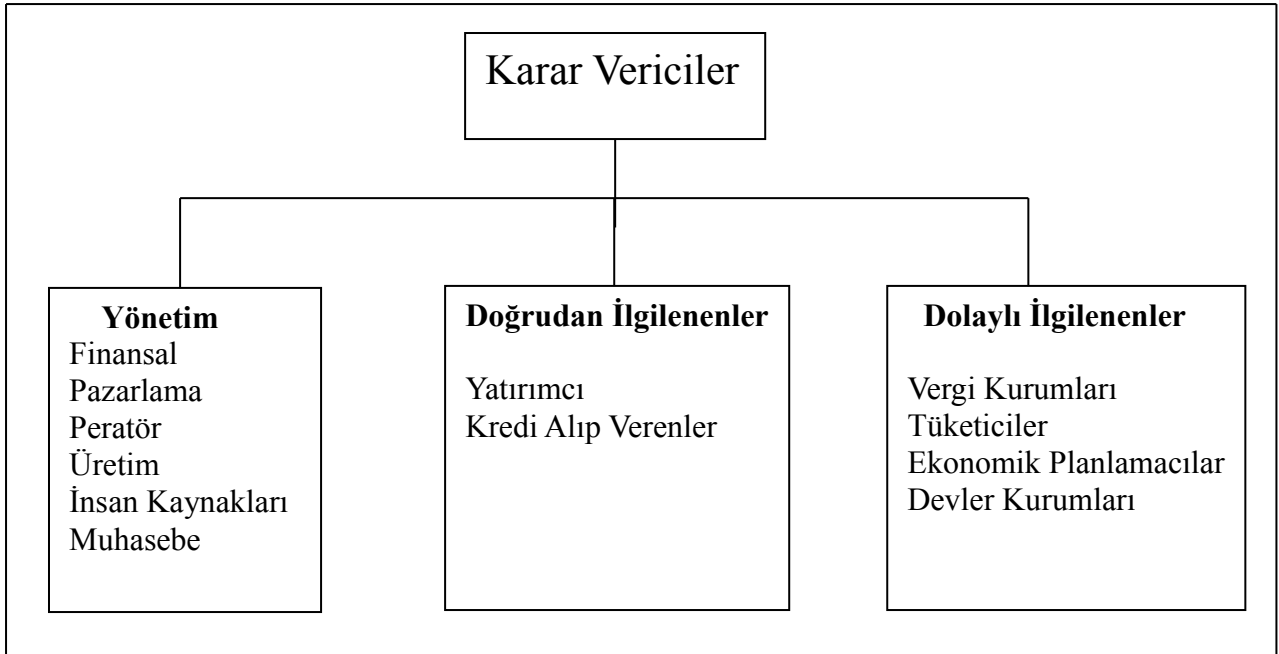 Karar Vericiler
Yönetim
Finansal
Pazarlama
Peratör
Üretim
İnsan Kaynakları
Muhasebe
Doğrudan İlgilenenler
Yatırımcı
Kredi Alıp Verenler
Dolaylı İlgilenenler
Vergi Kurumları
Tüketiciler
Ekonomik Planlamacılar
Devler Kurumları